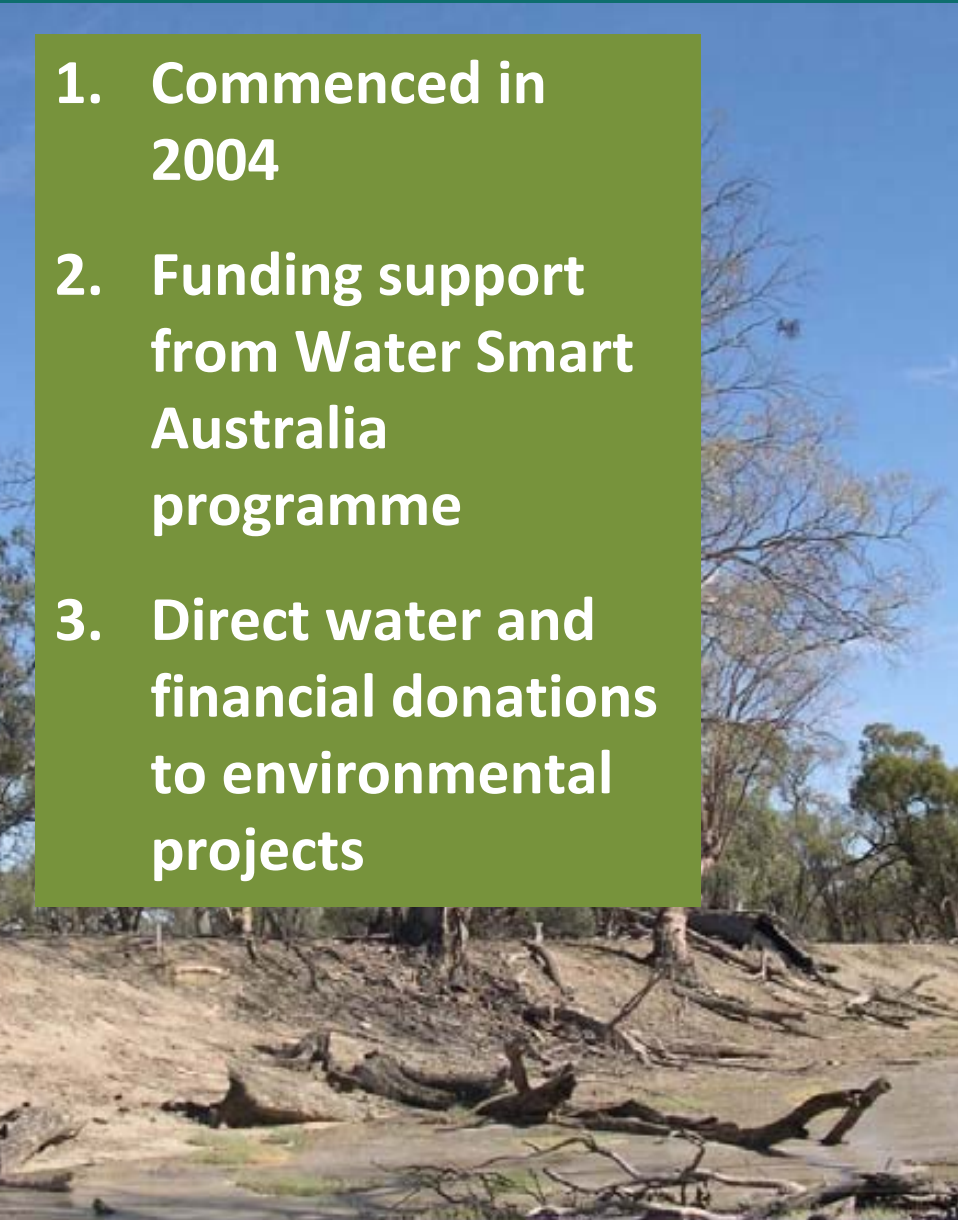 1. Commenced in
2004
2. Funding support
from Water Smart
Australia
programme
3. Direct water and
financial donations
to environmental
projects